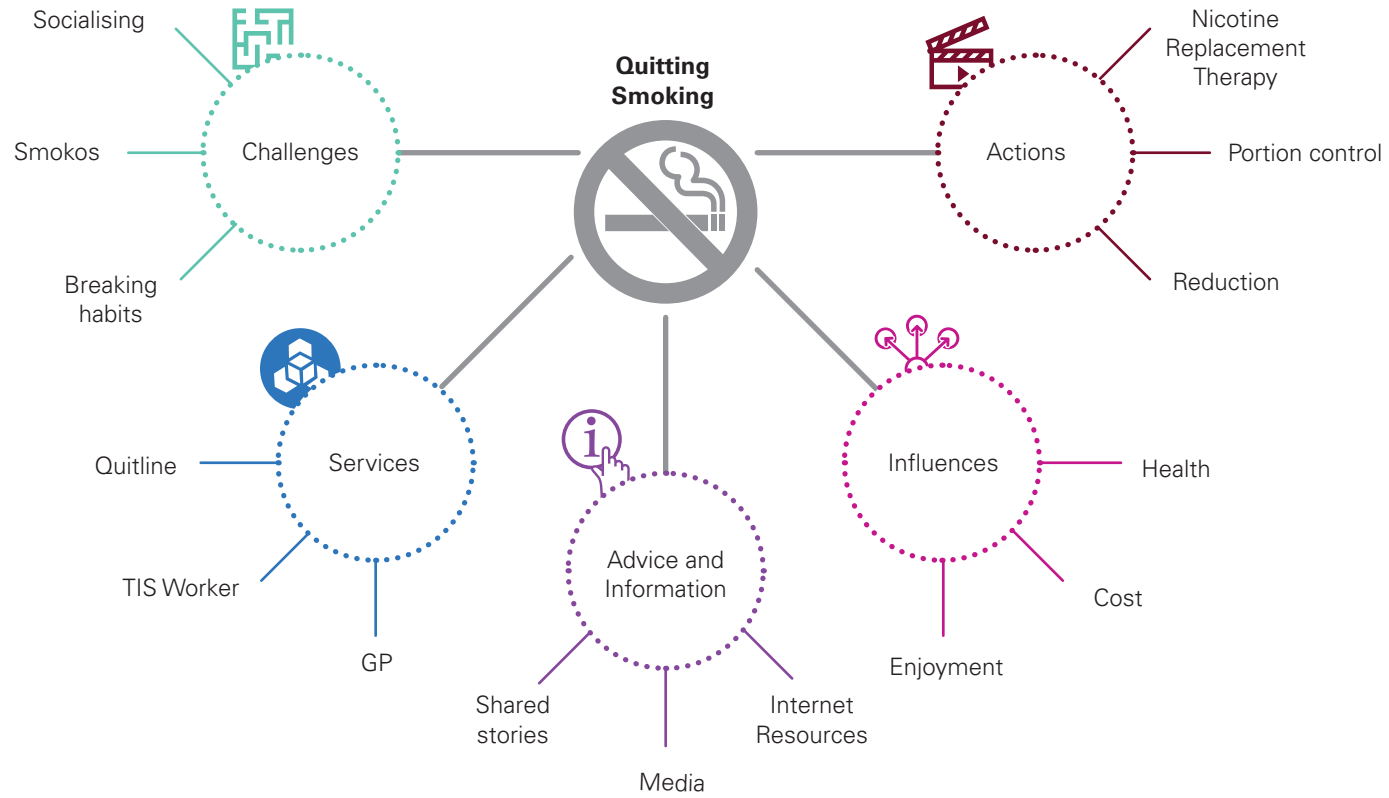 Quitting
Smoking
Socialising
Challenges
Smokos
Breaking
habits
Nicotine
Replacement
Therapy
Actions
Portion control
Reduction
Services
Quitline
TIS Worker
GP
i
Advice and
Information
Shared
stories
Media
Internet
Resources
Influences
Health
Cost
Enjoyment